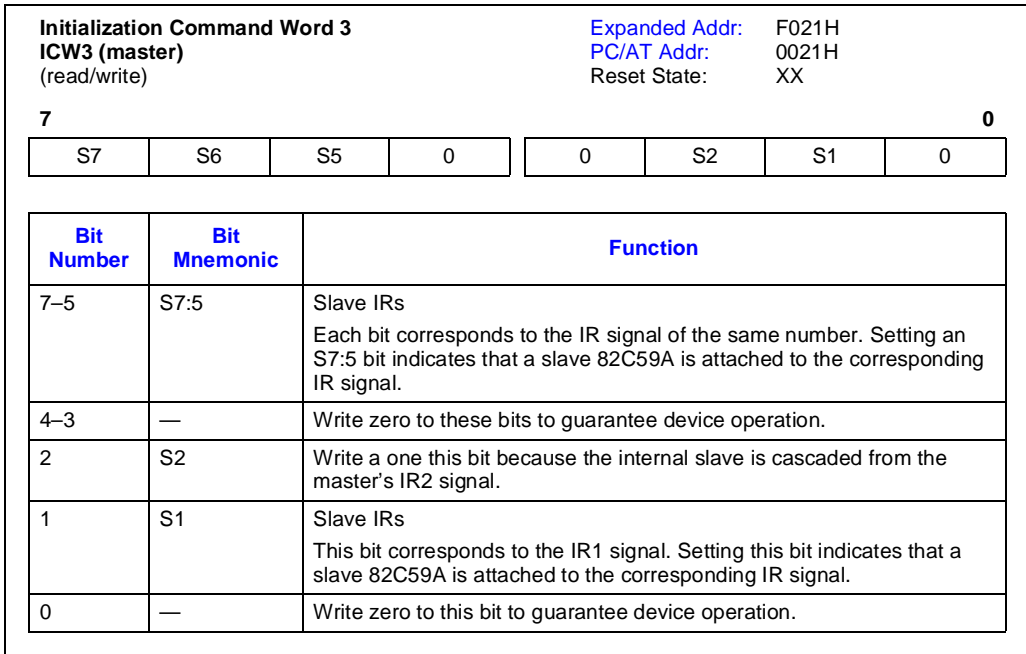 Initialization Command Word 3
ICW3 (master)
(read/write)
Expanded Addr: F021H
PC/AT Addr: 0021H
Reset State: XX
7 0
S7 S6 S5 0 0 S2 S1 0
Bit Number Bit Mnemonic Function
7–5 S7:5 Slave IRs
Each bit corresponds to the IR signal of the same number. Setting an
S7:5 bit indicates that a slave 82C59A is attached to the corresponding
IR signal.
4–3 — Write zero to these bits to guarantee device operation.
2 S2 Write a one this bit because the internal slave is cascaded from the
master’s IR2 signal.
1 S1 Slave IRs
This bit corresponds to the IR1 signal. Setting this bit indicates that a
slave 82C59A is attached to the corresponding IR signal.
0 — Write zero to this bit to guarantee device operation.